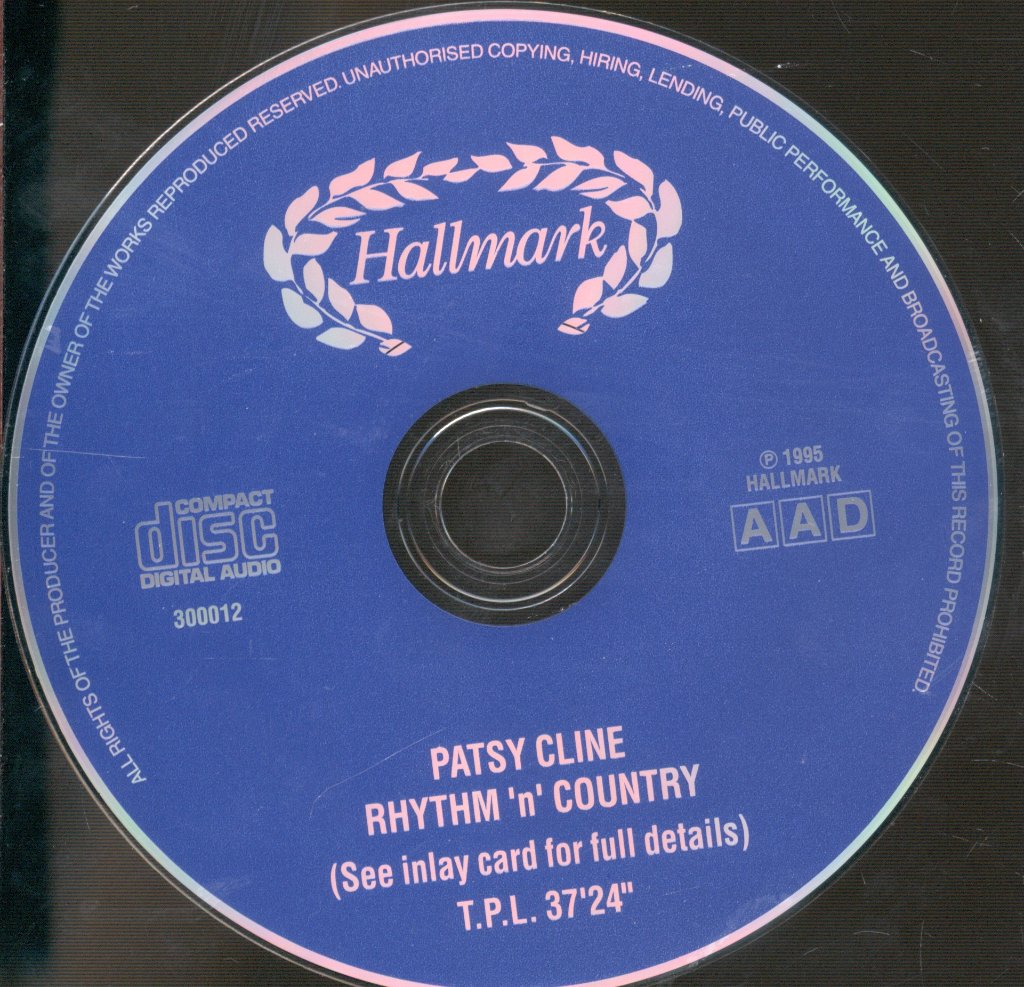 ALL RIGHTS OF THE PRODUCER AND OF THE OWNER OF THE WORKS REPRODUCED RESERVED. UNAUTHORISED COPYING, HIRING, LENDING, PUBLIC PERFORMANCE AND BROADCASTING OF THIS RECORD PROHIBITED.
Hallmark
COMPACT
disc
DIGITAL AUDIO
300012
℗ 1995
HALLMARK
AAD
PATSY CLINE
RHYTHM 'n' COUNTRY
(See inlay card for full details)
T.P.L. 37'24"